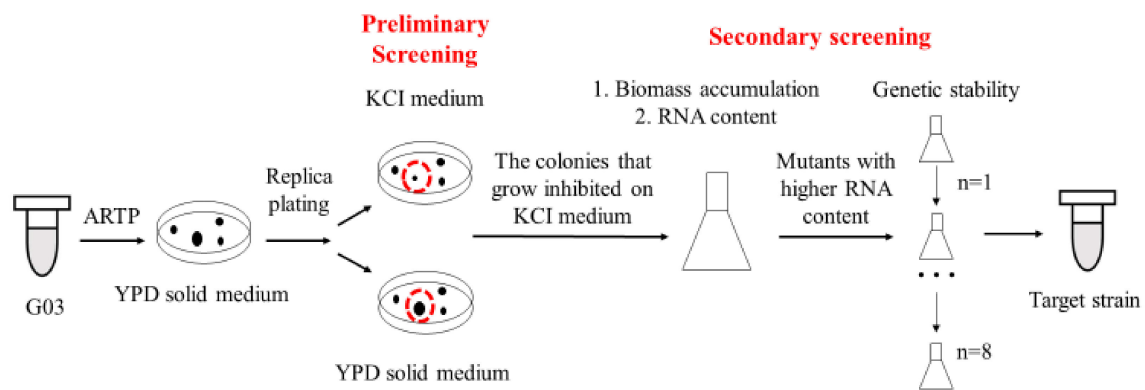 Preliminary
Screening
KCI medium
Secondary screening
1. Biomass accumulation
2. RNA content
Genetic stability
G03
ARTP
YPD solid medium
Replica
plating
YPD solid medium
The colonies that
grow inhibited on
KCI medium
Mutants with
higher RNA
content
n=1
n=8
Target strain